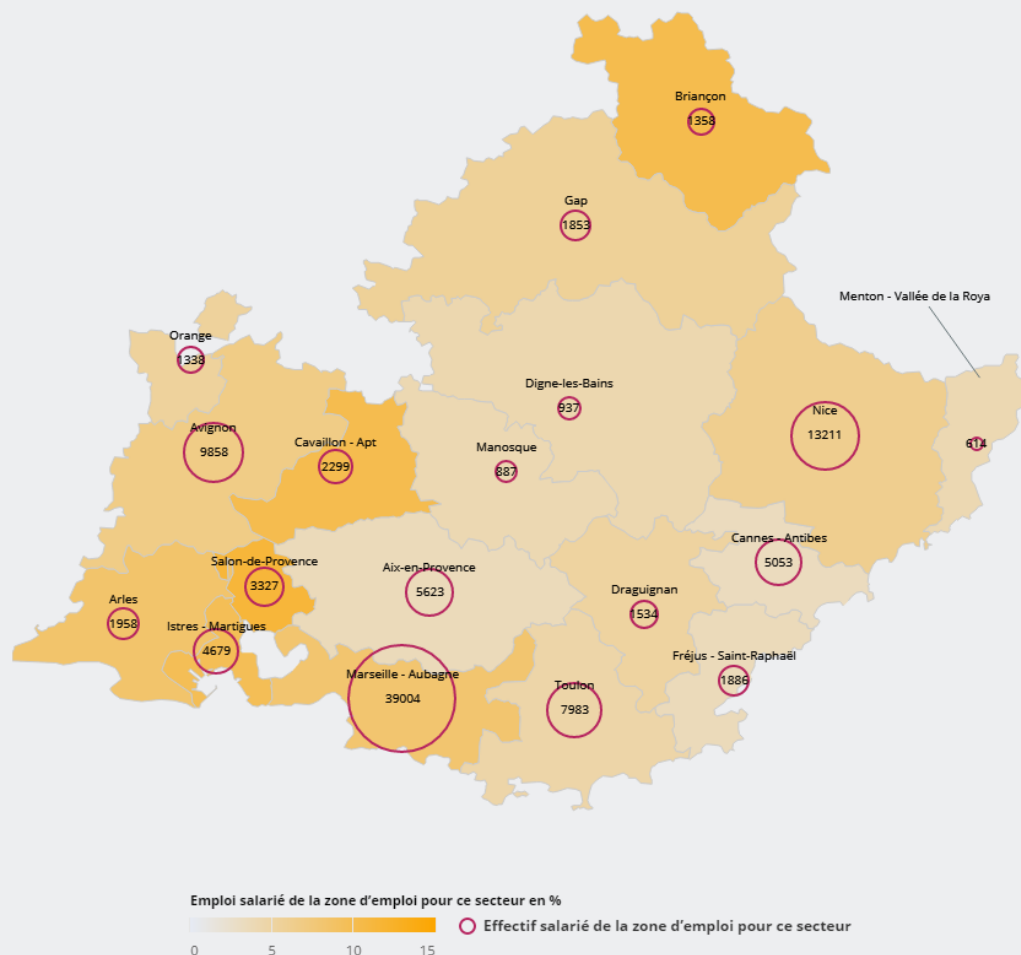 Briançon
1358
Gap
1853
Menton - Vallée de la Roya
Orange
1338
Digne-les-Bains
937
Nice
13211
Avignon
9858
Cavaillon - Apt
2299
Manosque
887
614
Cannes - Antibes
5053
Salon-de-Provence
3327
Aix-en-Provence
5623
Draguignan
1534
Arles
1958
Istres - Martigues
4679
Fréjus - Saint-Raphaël
1886
Marseille - Aubagne
39004
Toulon
7983
Emploi salarié de la zone d’emploi pour ce secteur en %
Effectif salarié de la zone d’emploi pour ce secteur
0 5 10 15